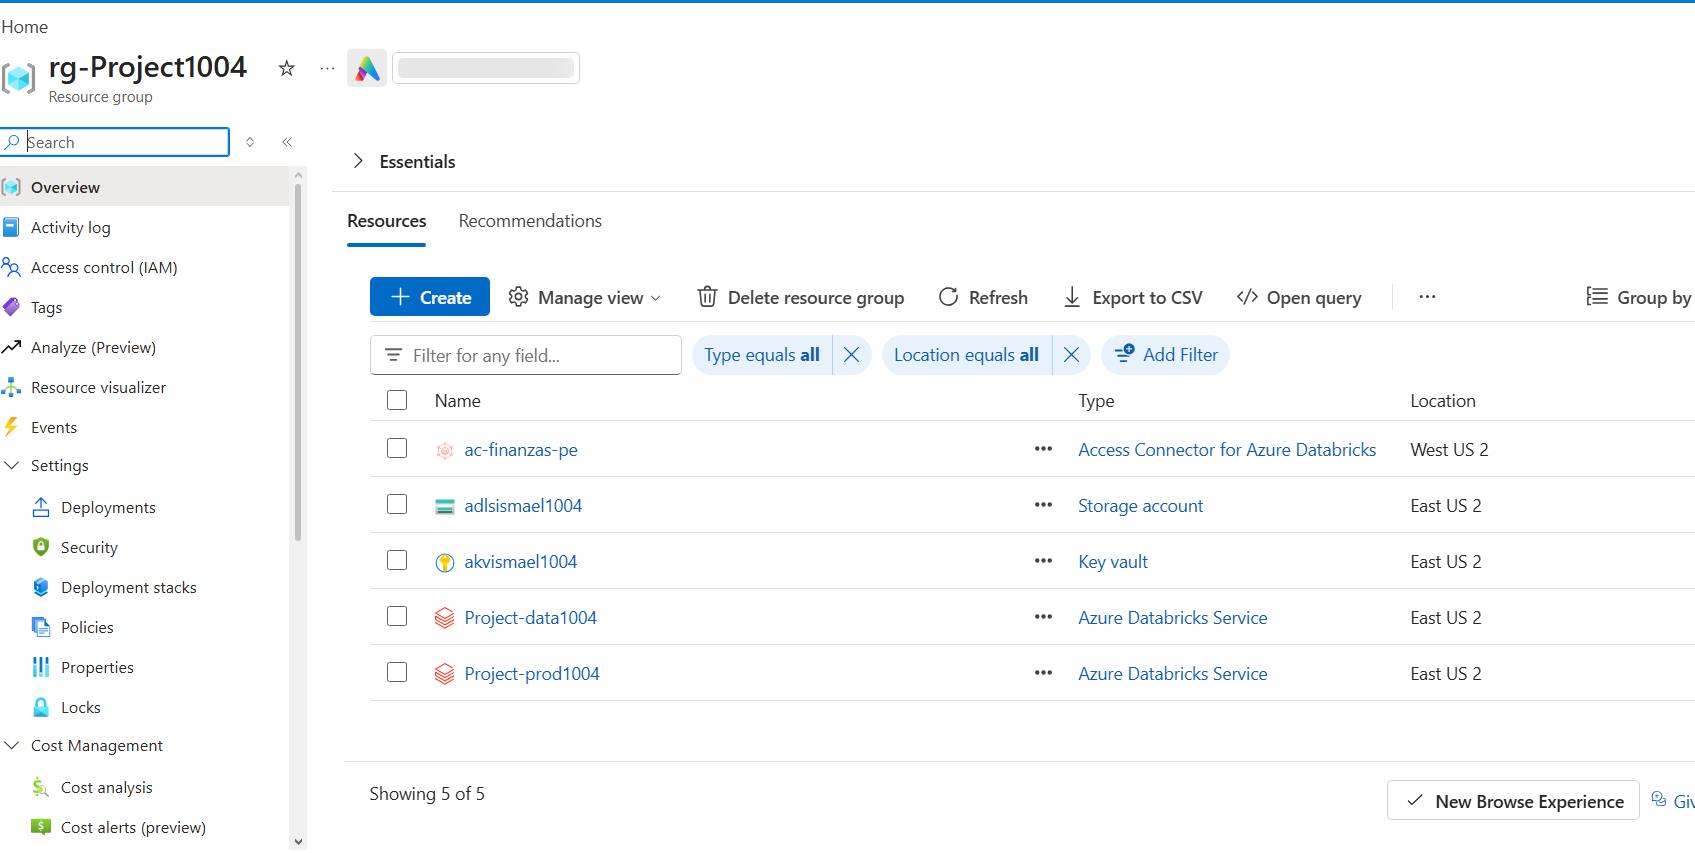 Home
rg-Project1004
Resource group
Search
Overview
Activity log
Access control (IAM)
Tags
Analyze (Preview)
Resource visualizer
Events
Settings
Deployments
Security
Deployment stacks
Policies
Properties
Locks
Cost Management
Cost analysis
Cost alerts (preview)
Essentials
Resources Recommendations
Create Manage view Delete resource group Refresh Export to CSV Open query Group by
Filter for any field... Type equals all Location equals all Add Filter
Name Type Location
ac-finanzas-pe Access Connector for Azure Databricks West US 2
adlsismael1004 Storage account East US 2
akvismael1004 Key vault East US 2
Project-data1004 Azure Databricks Service East US 2
Project-prod1004 Azure Databricks Service East US 2
Showing 5 of 5
New Browse Experience Giv